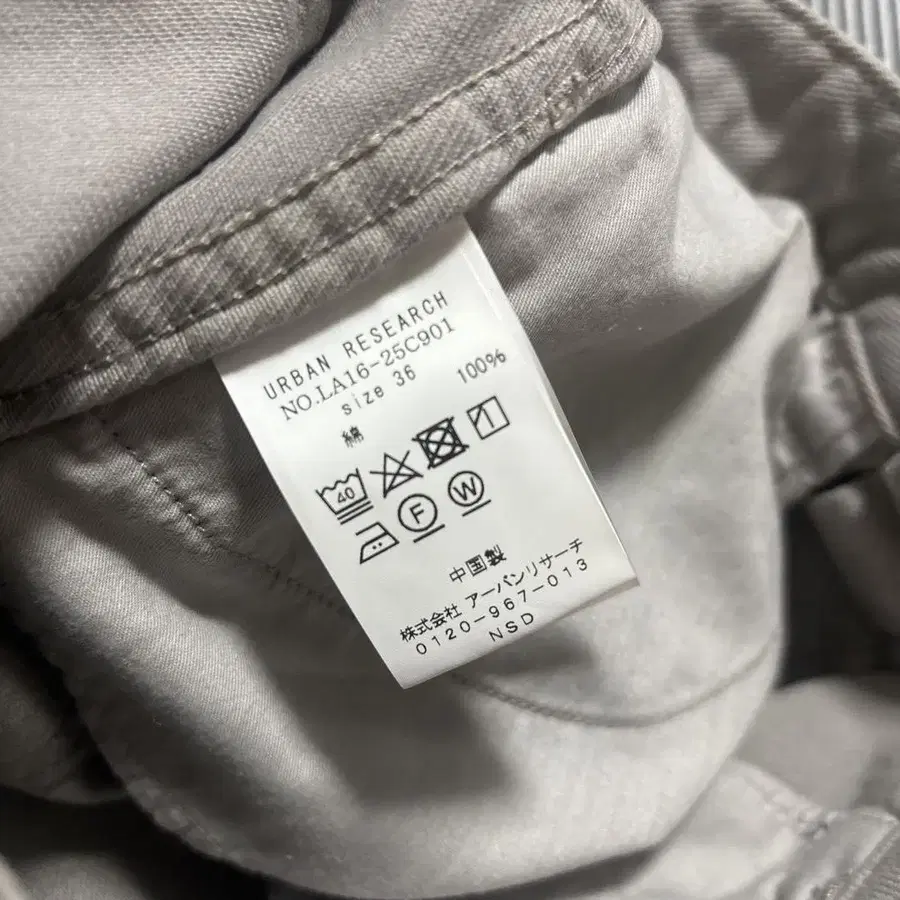 URBAN RESEARCH
NO.LA16-25C901
size 36
綿 100%
40
F W
中国製
株式会社 アーバンリサーチ
0120-967-013
NSD